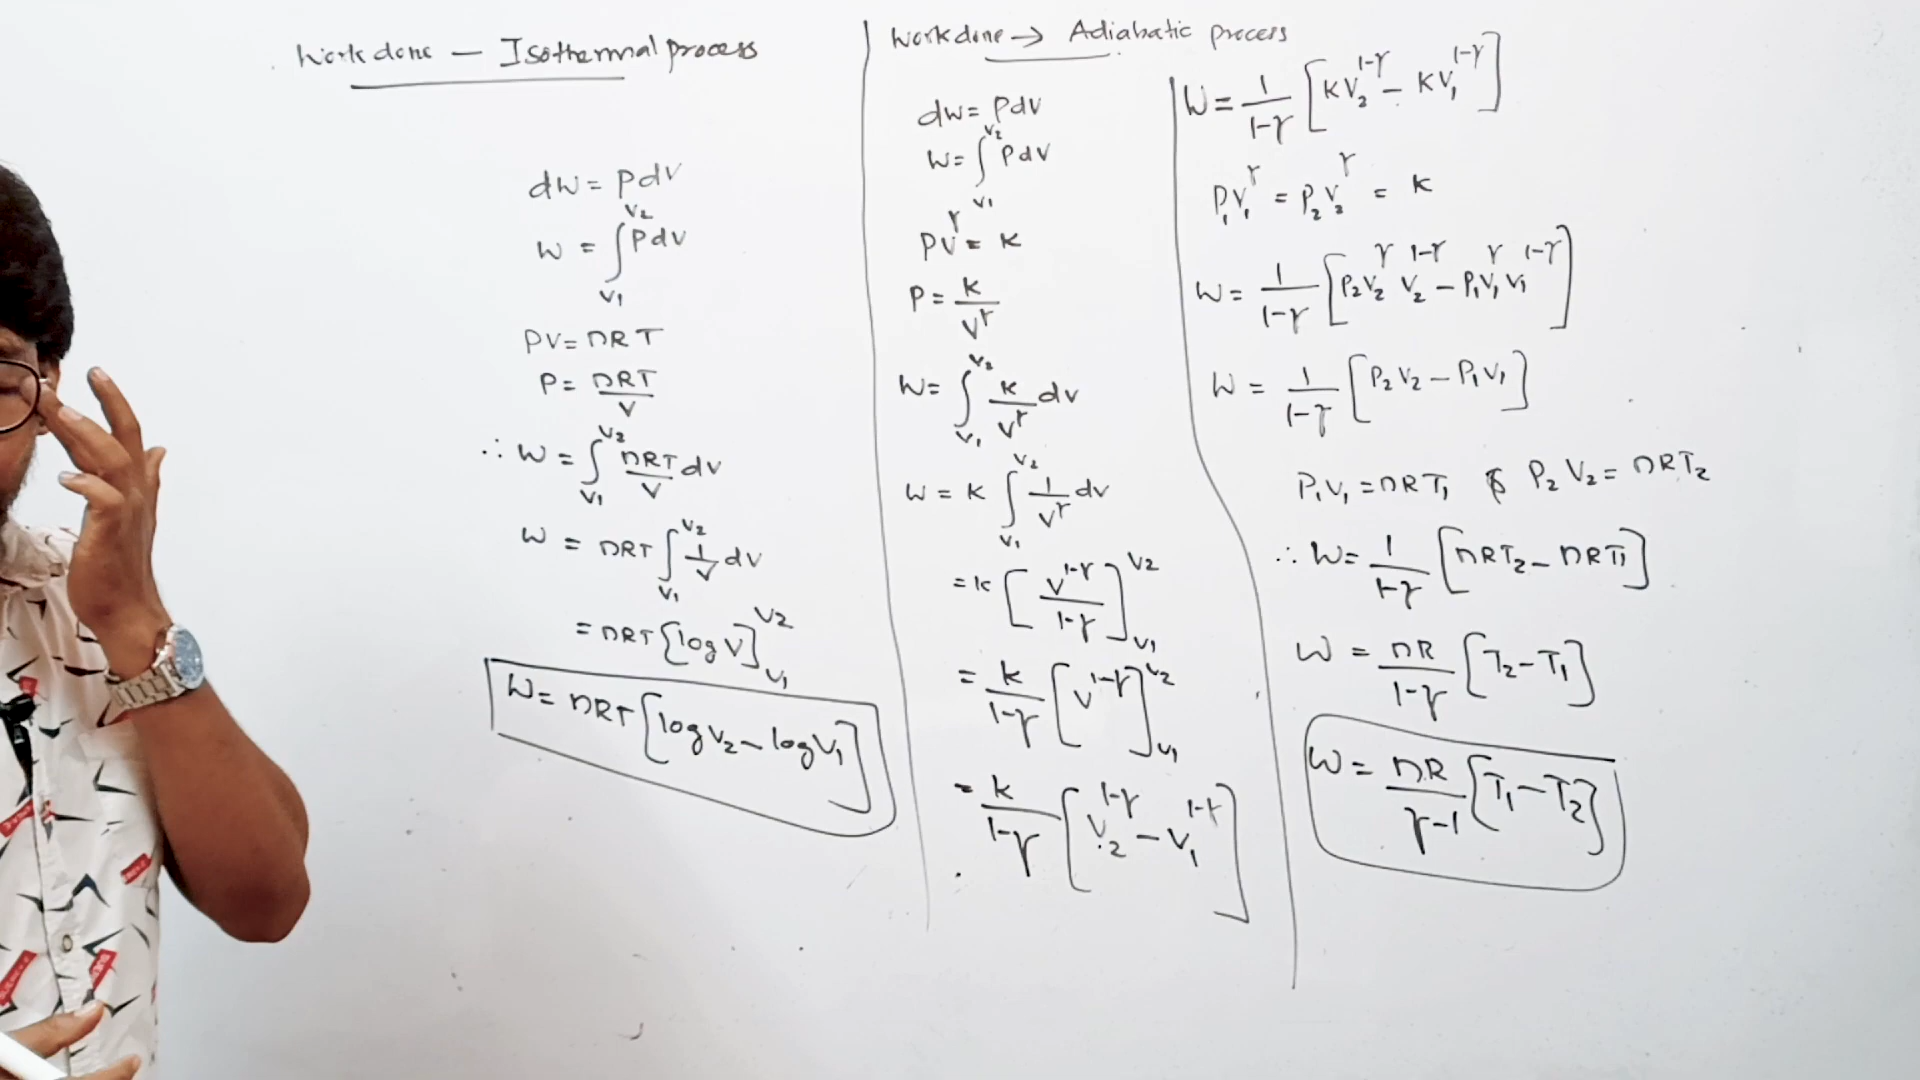 Work done — Isothermal process
dW = PdV
W = ∫_{V₁}^{V₂} PdV
PV = nRT
P = nRT/V
∴ W = ∫_{V₁}^{V₂} nRT/V dV
W = nRT ∫_{V₁}^{V₂} 1/V dV
= nRT [log V]_{V₁}^{V₂}
W = nRT [log V₂ – log V₁]
Work done → Adiabatic process
dW = PdV
W = ∫_{V₁}^{V₂} PdV
PV^γ = K
P = K/V^γ
W = ∫_{V₁}^{V₂} K/V^γ dV
W = K ∫_{V₁}^{V₂} 1/V^γ dV
= K [V^{1-γ}/(1-γ)]_{V₁}^{V₂}
= K/(1-γ) [V^{1-γ}]_{V₁}^{V₂}
= K/(1-γ) [V₂^{1-γ} – V₁^{1-γ}]
W = 1/(1-γ) [KV₂^{1-γ} – KV₁^{1-γ}]
P₁V₁^γ = P₂V₂^γ = K
W = 1/(1-γ) [P₂V₂^γ V₂^{1-γ} – P₁V₁^γ V₁^{1-γ}]
W = 1/(1-γ) [P₂V₂ – P₁V₁]
P₁V₁ = nRT₁ & P₂V₂ = nRT₂
∴ W = 1/(1-γ) [nRT₂ – nRT₁]
W = nR/(1-γ) [T₂ – T₁]
W = nR/(γ-1) [T₁ – T₂]